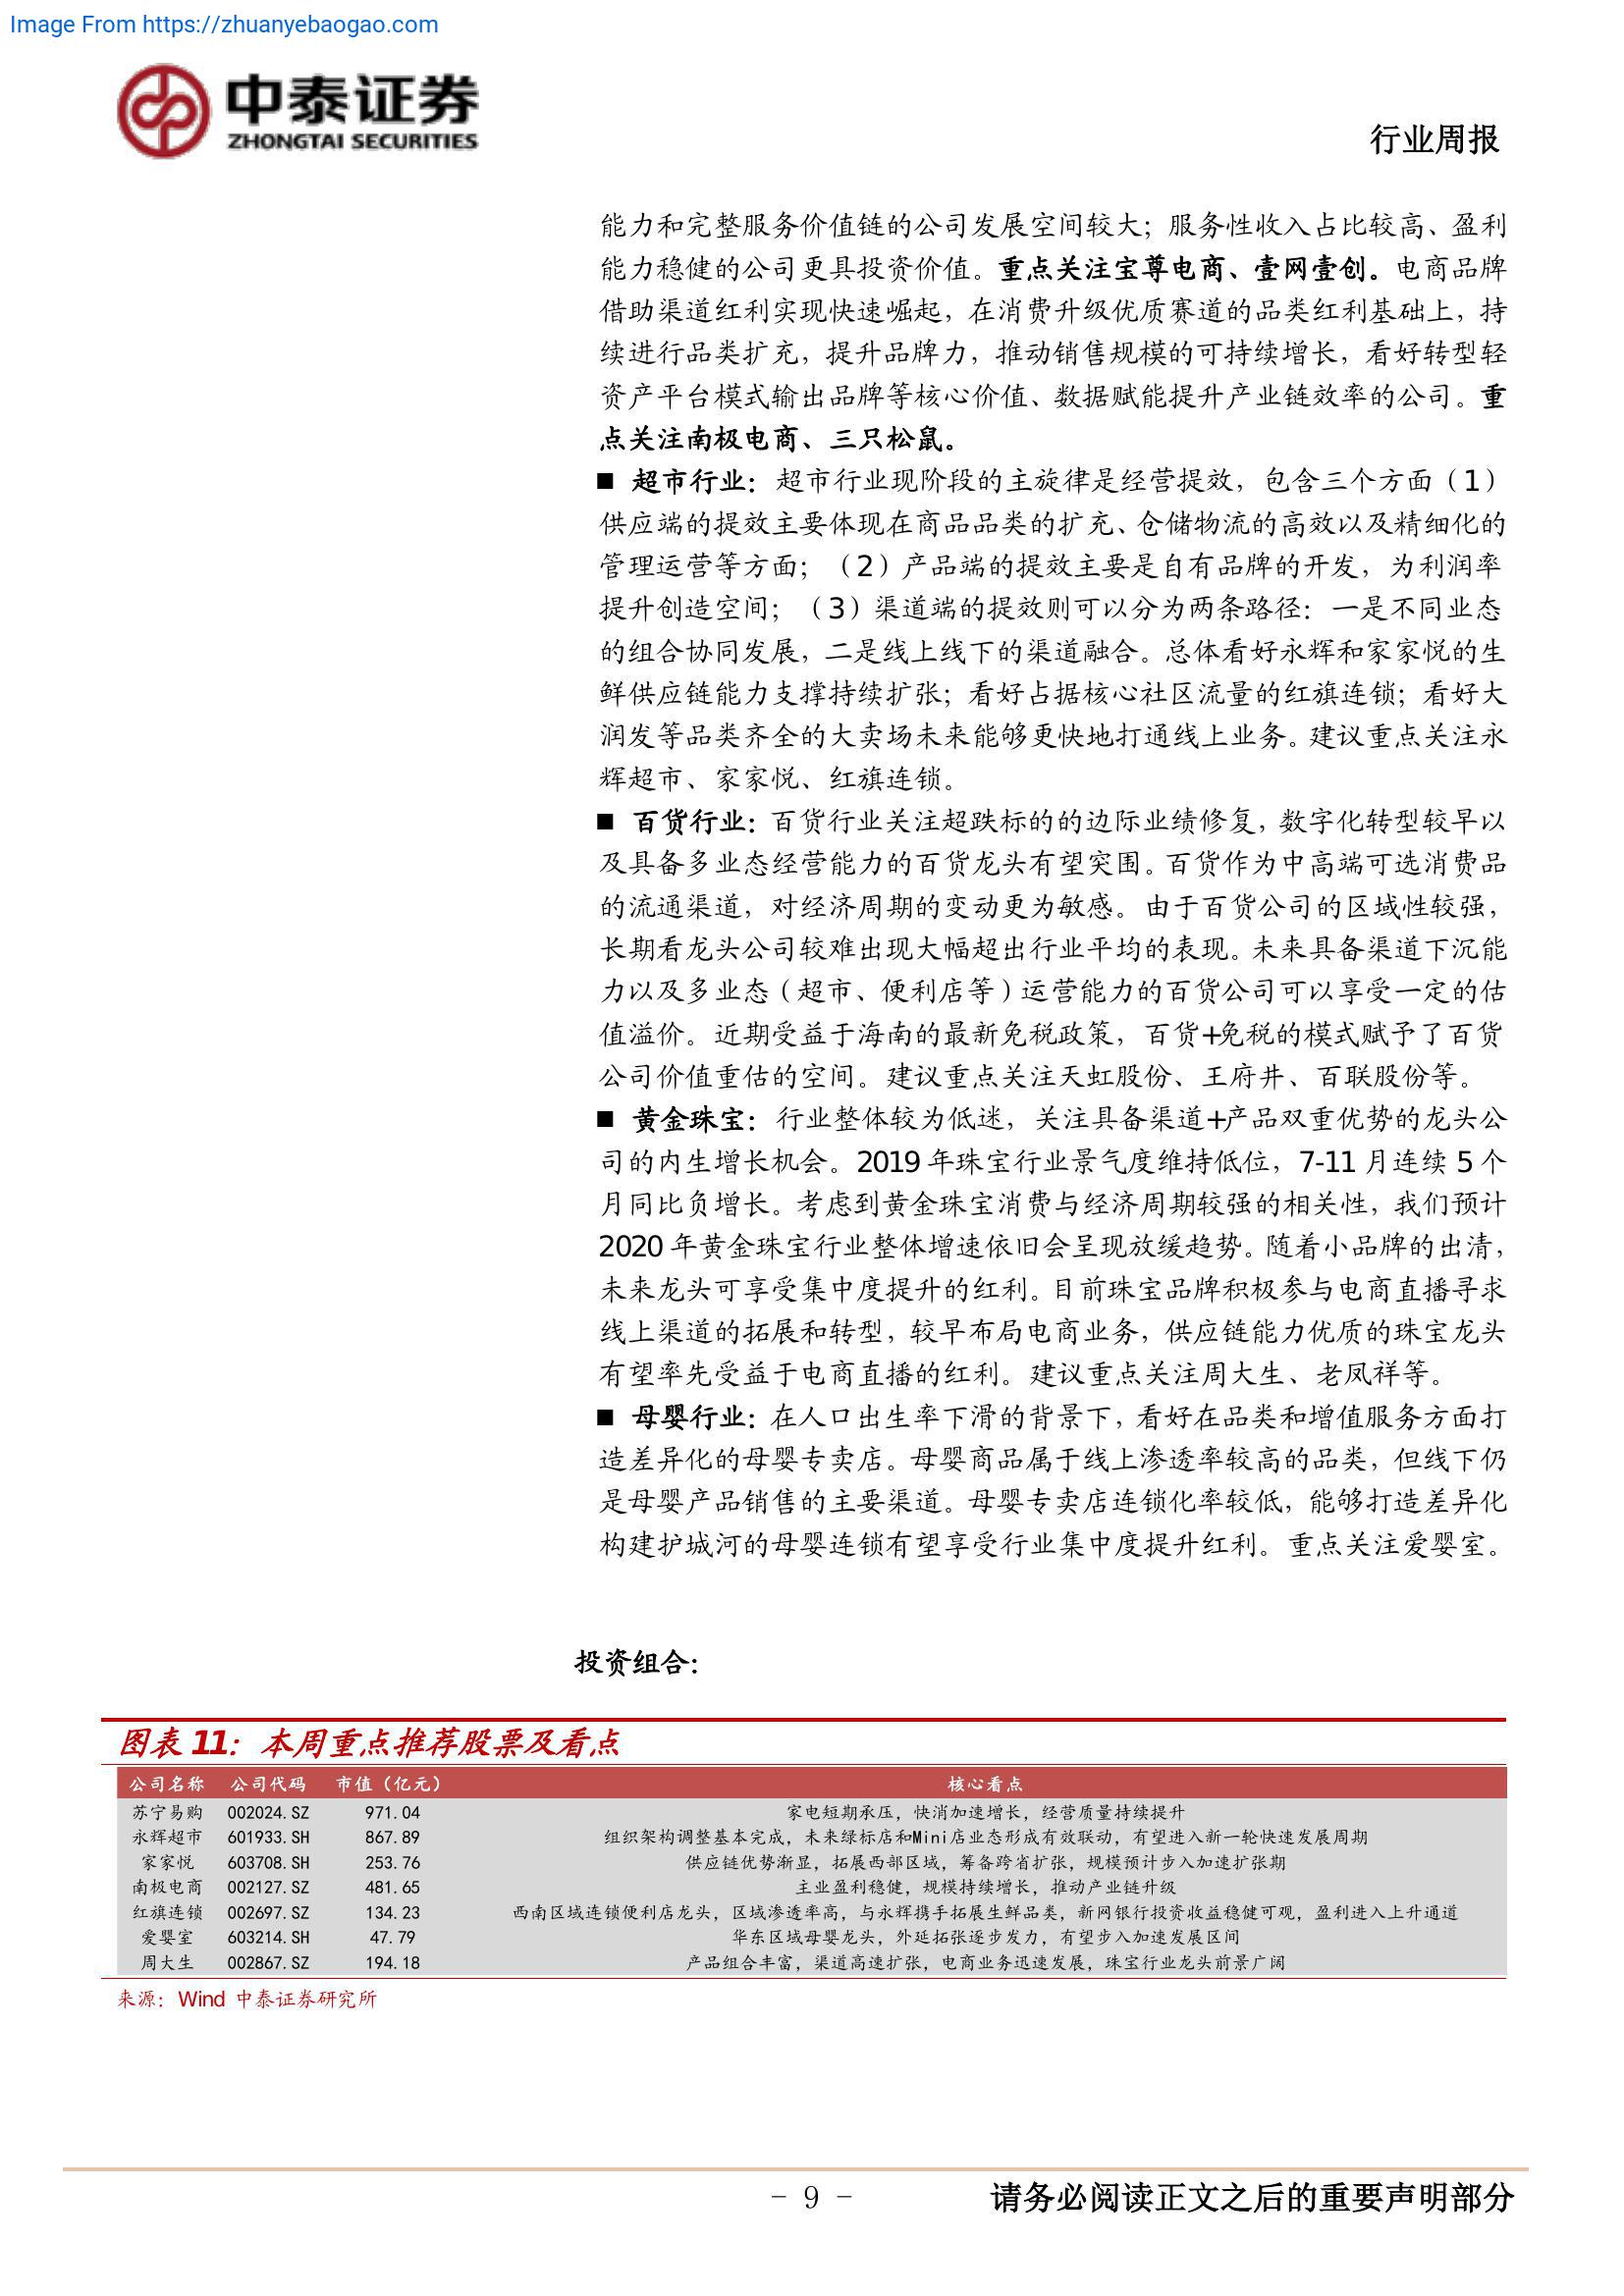 Image From https://zhuanyebaogao.com
中泰证券
ZHONGTAI SECURITIES
行业周报
能力和完整服务价值链的公司发展空间较大；服务性收入占比较高、盈利
能力稳健的公司更具投资价值。重点关注宝尊电商、壹网壹创。电商品牌
借助渠道红利实现快速崛起，在消费升级优质赛道的品类红利基础上，持
续进行品类扩充，提升品牌力，推动销售规模的可持续增长，看好转型轻
资产平台模式输出品牌等核心价值、数据赋能提升产业链效率的公司。重
点关注南极电商、三只松鼠。
■ 超市行业：超市行业现阶段的主旋律是经营提效，包含三个方面（1）
供应端的提效主要体现在商品品类的扩充、仓储物流的高效以及精细化的
管理运营等方面；（2）产品端的提效主要是自有品牌的开发，为利润率
提升创造空间；（3）渠道端的提效则可以分为两条路径：一是不同业态
的组合协同发展，二是线上线下的渠道融合。总体看好永辉和家家悦的生
鲜供应链能力支撑持续扩张；看好占据核心社区流量的红旗连锁；看好大
润发等品类齐全的大卖场未来能够更快地打通线上业务。建议重点关注永
辉超市、家家悦、红旗连锁。
■ 百货行业：百货行业关注超跌标的的边际业绩修复，数字化转型较早以
及具备多业态经营能力的百货龙头有望突围。百货作为中高端可选消费品
的流通渠道，对经济周期的变动更为敏感。由于百货公司的区域性较强，
长期看龙头公司较难出现大幅超出行业平均的表现。未来具备渠道下沉能
力以及多业态（超市、便利店等）运营能力的百货公司可以享受一定的估
值溢价。近期受益于海南的最新免税政策，百货+免税的模式赋予了百货
公司价值重估的空间。建议重点关注天虹股份、王府井、百联股份等。
■ 黄金珠宝：行业整体较为低迷，关注具备渠道+产品双重优势的龙头公
司的内生增长机会。2019 年珠宝行业景气度维持低位，7-11 月连续 5 个
月同比负增长。考虑到黄金珠宝消费与经济周期较强的相关性，我们预计
2020 年黄金珠宝行业整体增速依旧会呈现放缓趋势。随着小品牌的出清，
未来龙头可享受集中度提升的红利。目前珠宝品牌积极参与电商直播寻求
线上渠道的拓展和转型，较早布局电商业务，供应链能力优质的珠宝龙头
有望率先受益于电商直播的红利。建议重点关注周大生、老凤祥等。
■ 母婴行业：在人口出生率下滑的背景下，看好在品类和增值服务方面打
造差异化的母婴专卖店。母婴商品属于线上渗透率较高的品类，但线下仍
是母婴产品销售的主要渠道。母婴专卖店连锁化率较低，能够打造差异化
构建护城河的母婴连锁有望享受行业集中度提升红利。重点关注爱婴室。
投资组合：
图表 11：本周重点推荐股票及看点
公司名称 公司代码 市值（亿元） 核心看点
苏宁易购 002024.SZ 971.04 家电短期承压，快消加速增长，经营质量持续提升
永辉超市 601933.SH 867.89 组织架构调整基本完成，未来绿标店和Mini店业态形成有效联动，有望进入新一轮快速发展周期
家家悦 603708.SH 253.76 供应链优势渐显，拓展西部区域，筹备跨省扩张，规模预计步入加速扩张期
南极电商 002127.SZ 481.65 主业盈利稳健，规模持续增长，推动产业链升级
红旗连锁 002697.SZ 134.23 西南区域连锁便利店龙头，区域渗透率高，与永辉携手拓展生鲜品类，新网银行投资收益稳健可观，盈利进入上升通道
爱婴室 603214.SH 47.79 华东区域母婴龙头，外延拓张逐步发力，有望步入加速发展区间
周大生 002867.SZ 194.18 产品组合丰富，渠道高速扩张，电商业务迅速发展，珠宝行业龙头前景广阔
来源：Wind 中泰证券研究所
- 9 -
请务必阅读正文之后的重要声明部分